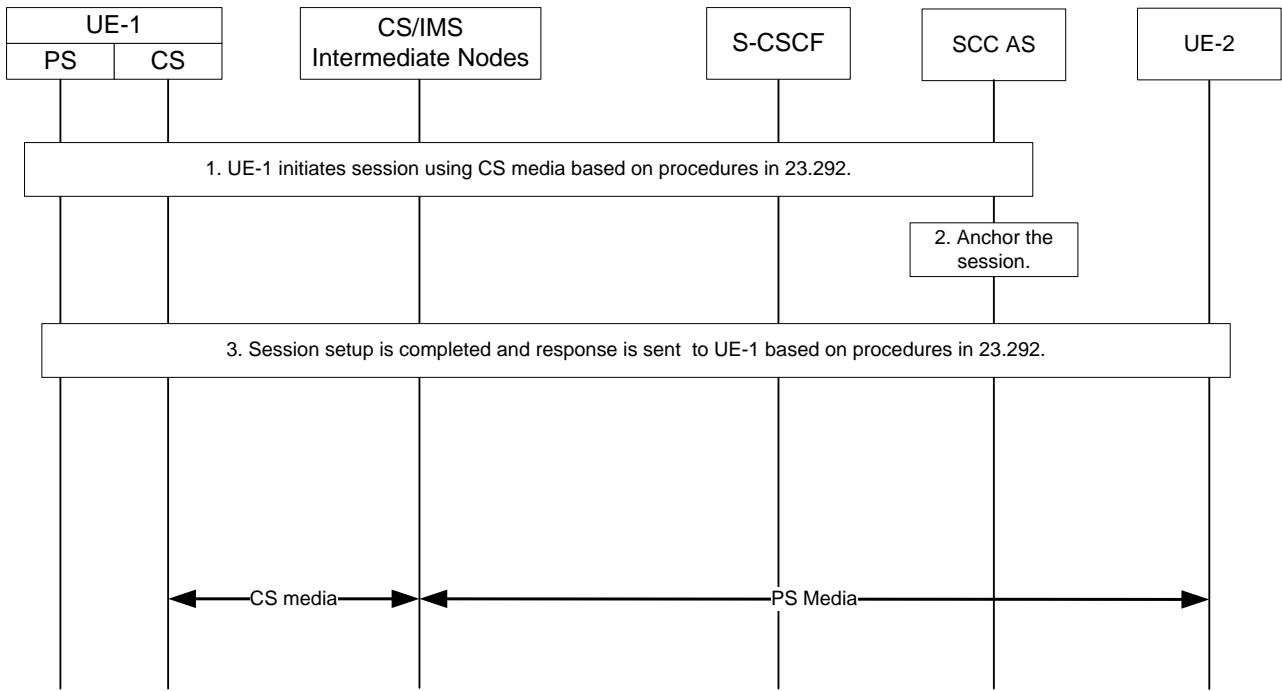 UE-1
PS
CS
CS/IMS
Intermediate Nodes
S-CSCF
SCC AS
UE-2
1. UE-1 initiates session using CS media based on procedures in 23.292.
2. Anchor the
session.
3. Session setup is completed and response is sent  to UE-1 based on procedures in 23.292.
CS media
PS Media